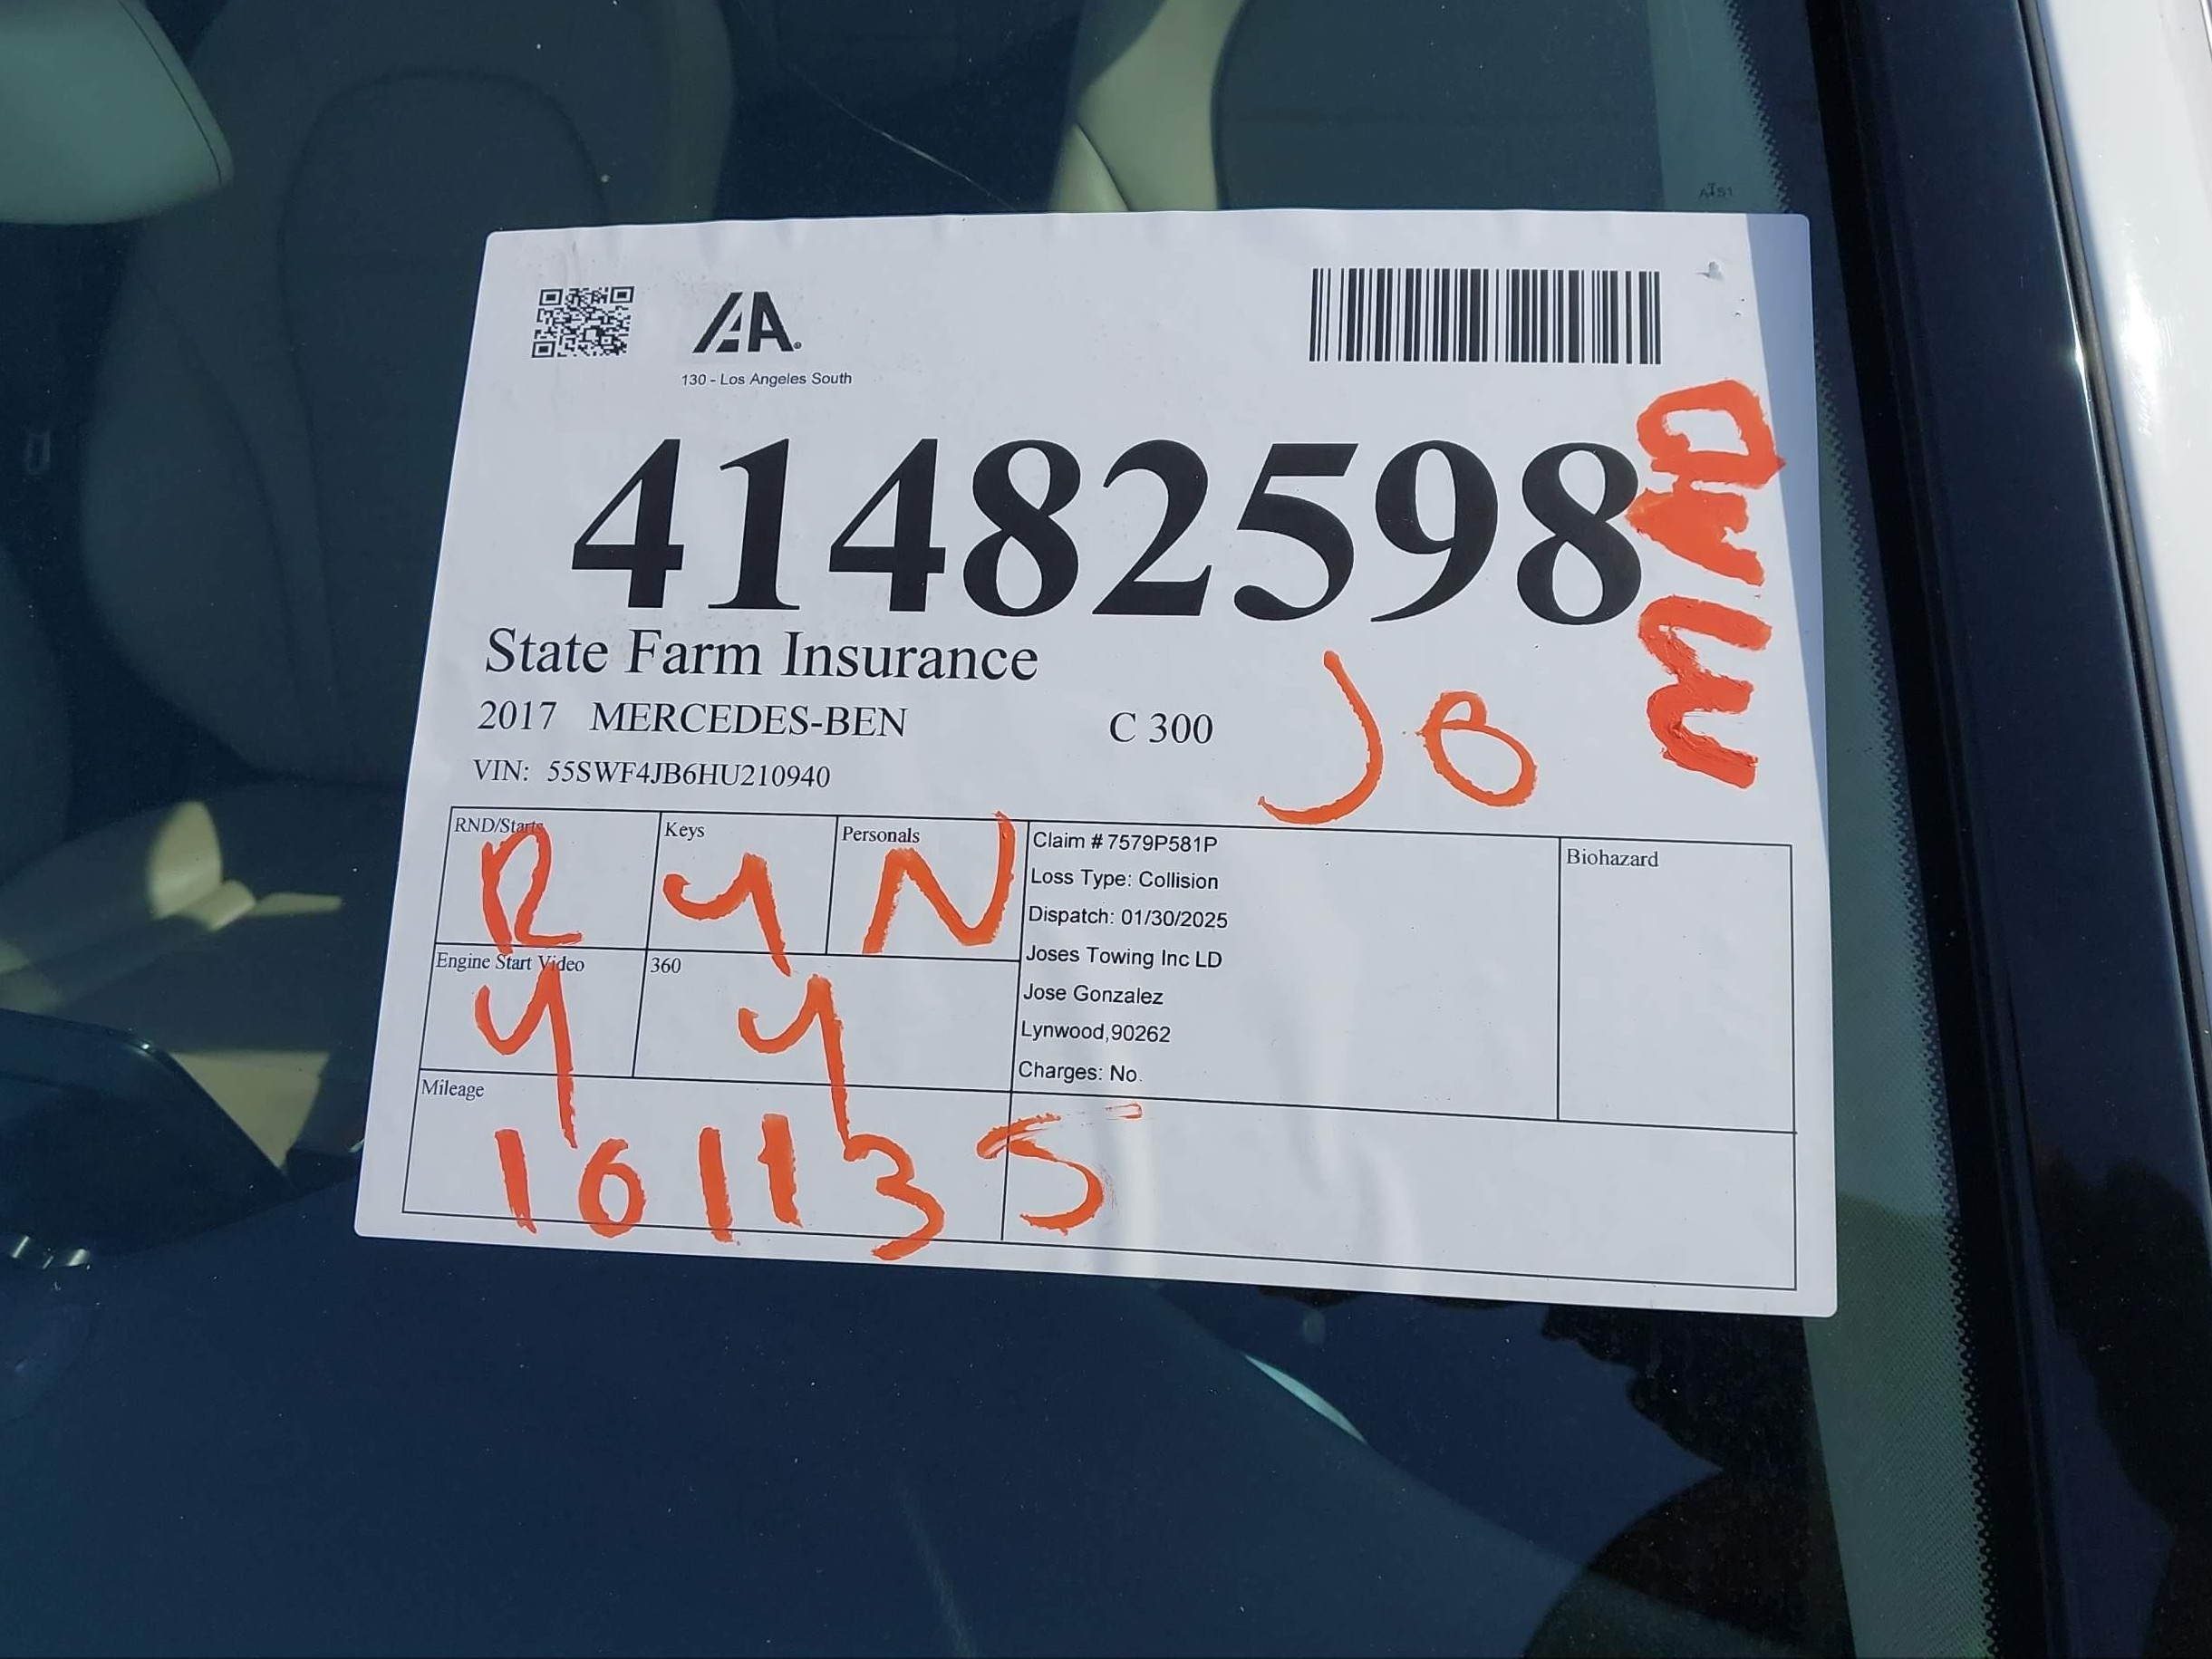 IAA
130 - Los Angeles South
41482598
State Farm Insurance
2017 MERCEDES-BEN C 300
JB
VIN: 55SWF4JB6HU210940
RND/Starts
R
Keys
Y
Personals
N
Engine Start Video
Y
360
Y
Mileage
101135
Claim # 7579P581P
Loss Type: Collision
Dispatch: 01/30/2025
Joses Towing Inc LD
Jose Gonzalez
Lynwood,90262
Charges: No.
Biohazard